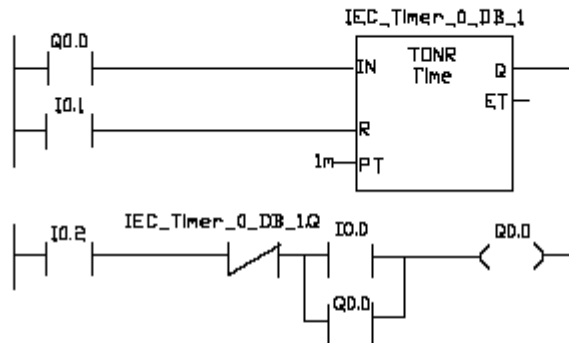 IEC_Timer_0_DB_1
Q0.0
TONR
Time
IN
Q
I0.1
ET
R
1m
PT
I0.2
IEC_Timer_0_DB_1.Q
I0.0
Q0.0
Q0.0